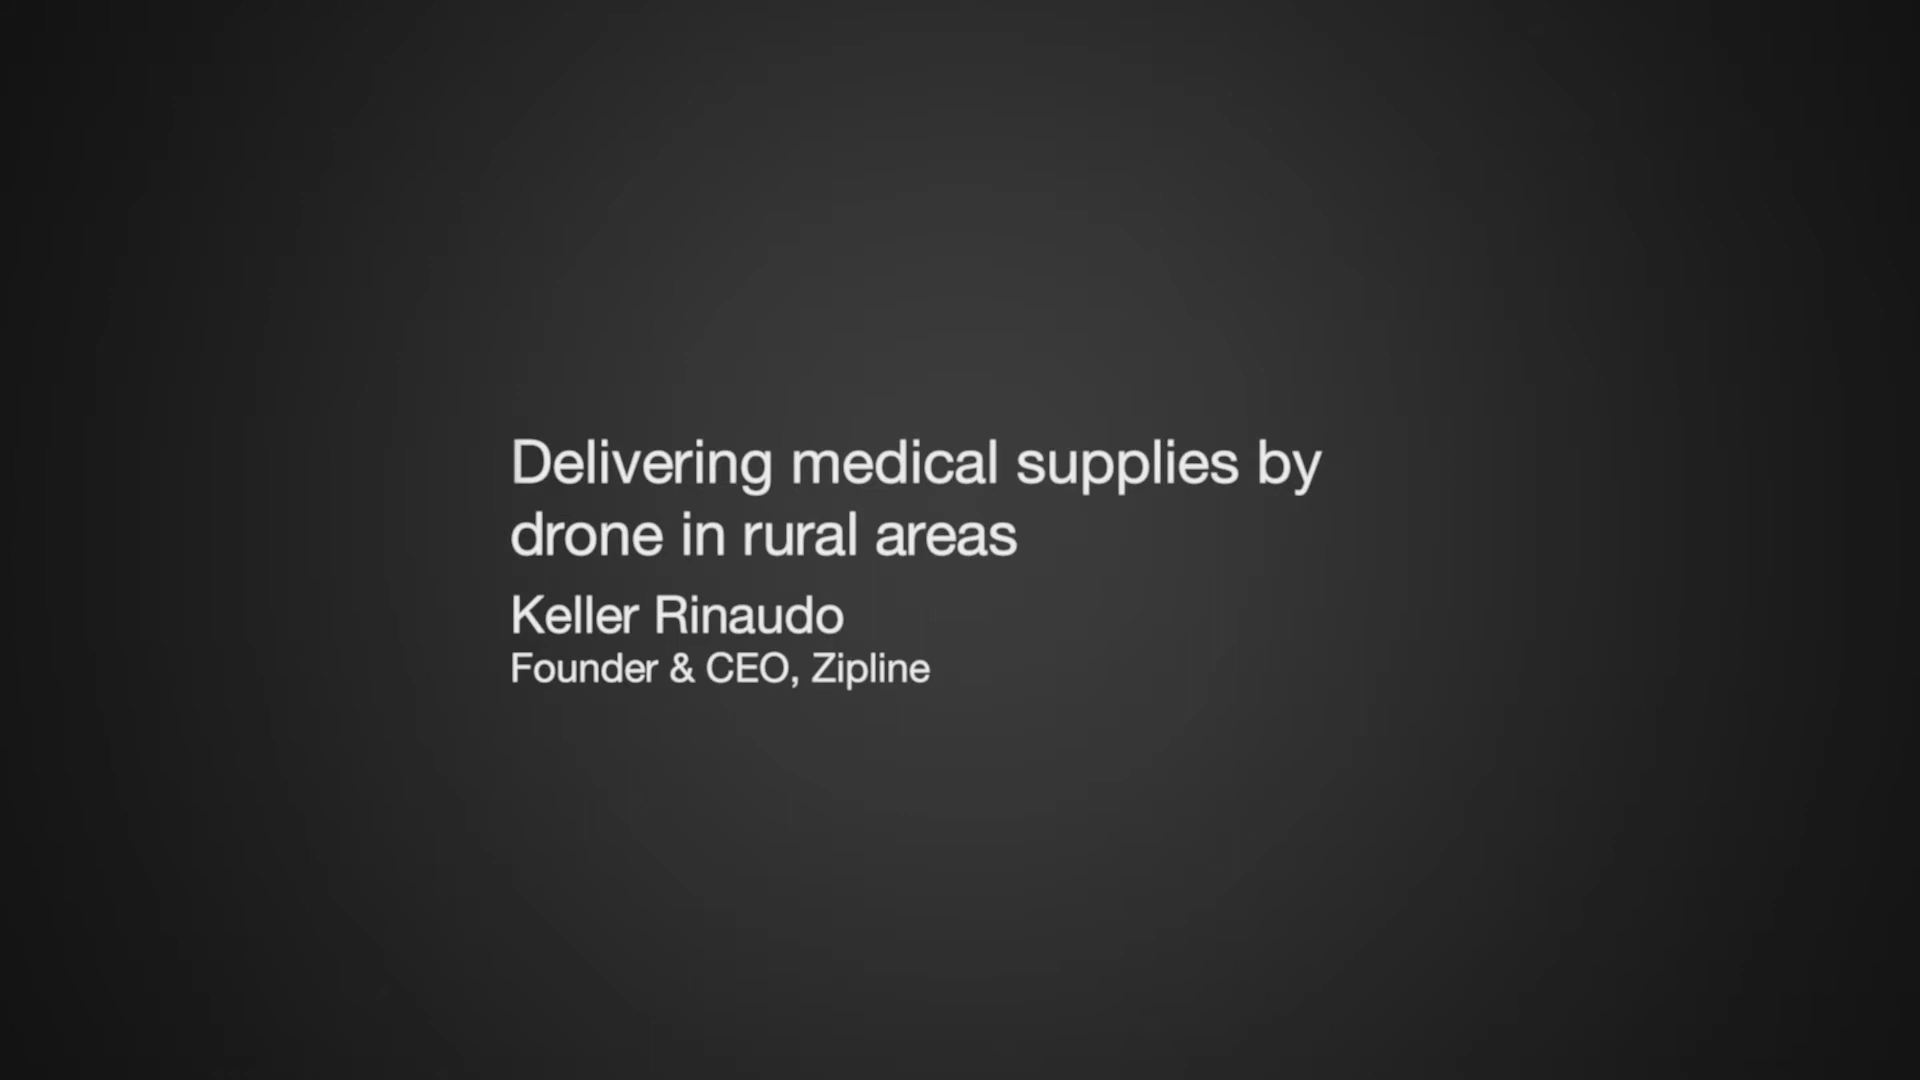 Delivering medical supplies by
drone in rural areas
Keller Rinaudo
Founder & CEO, Zipline